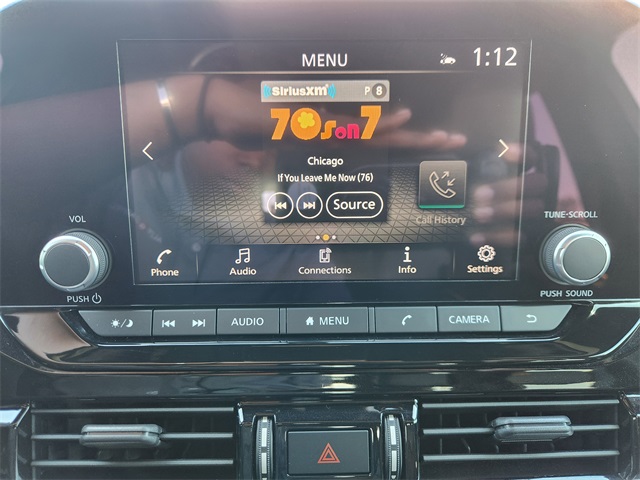 MENU 1:12
SiriusXM P 8
70s on 7
Chicago
If You Leave Me Now (76)
Source
Call History
Phone Audio Connections Info Settings
VOL
PUSH
TUNE-SCROLL
PUSH SOUND
AUDIO MENU CAMERA